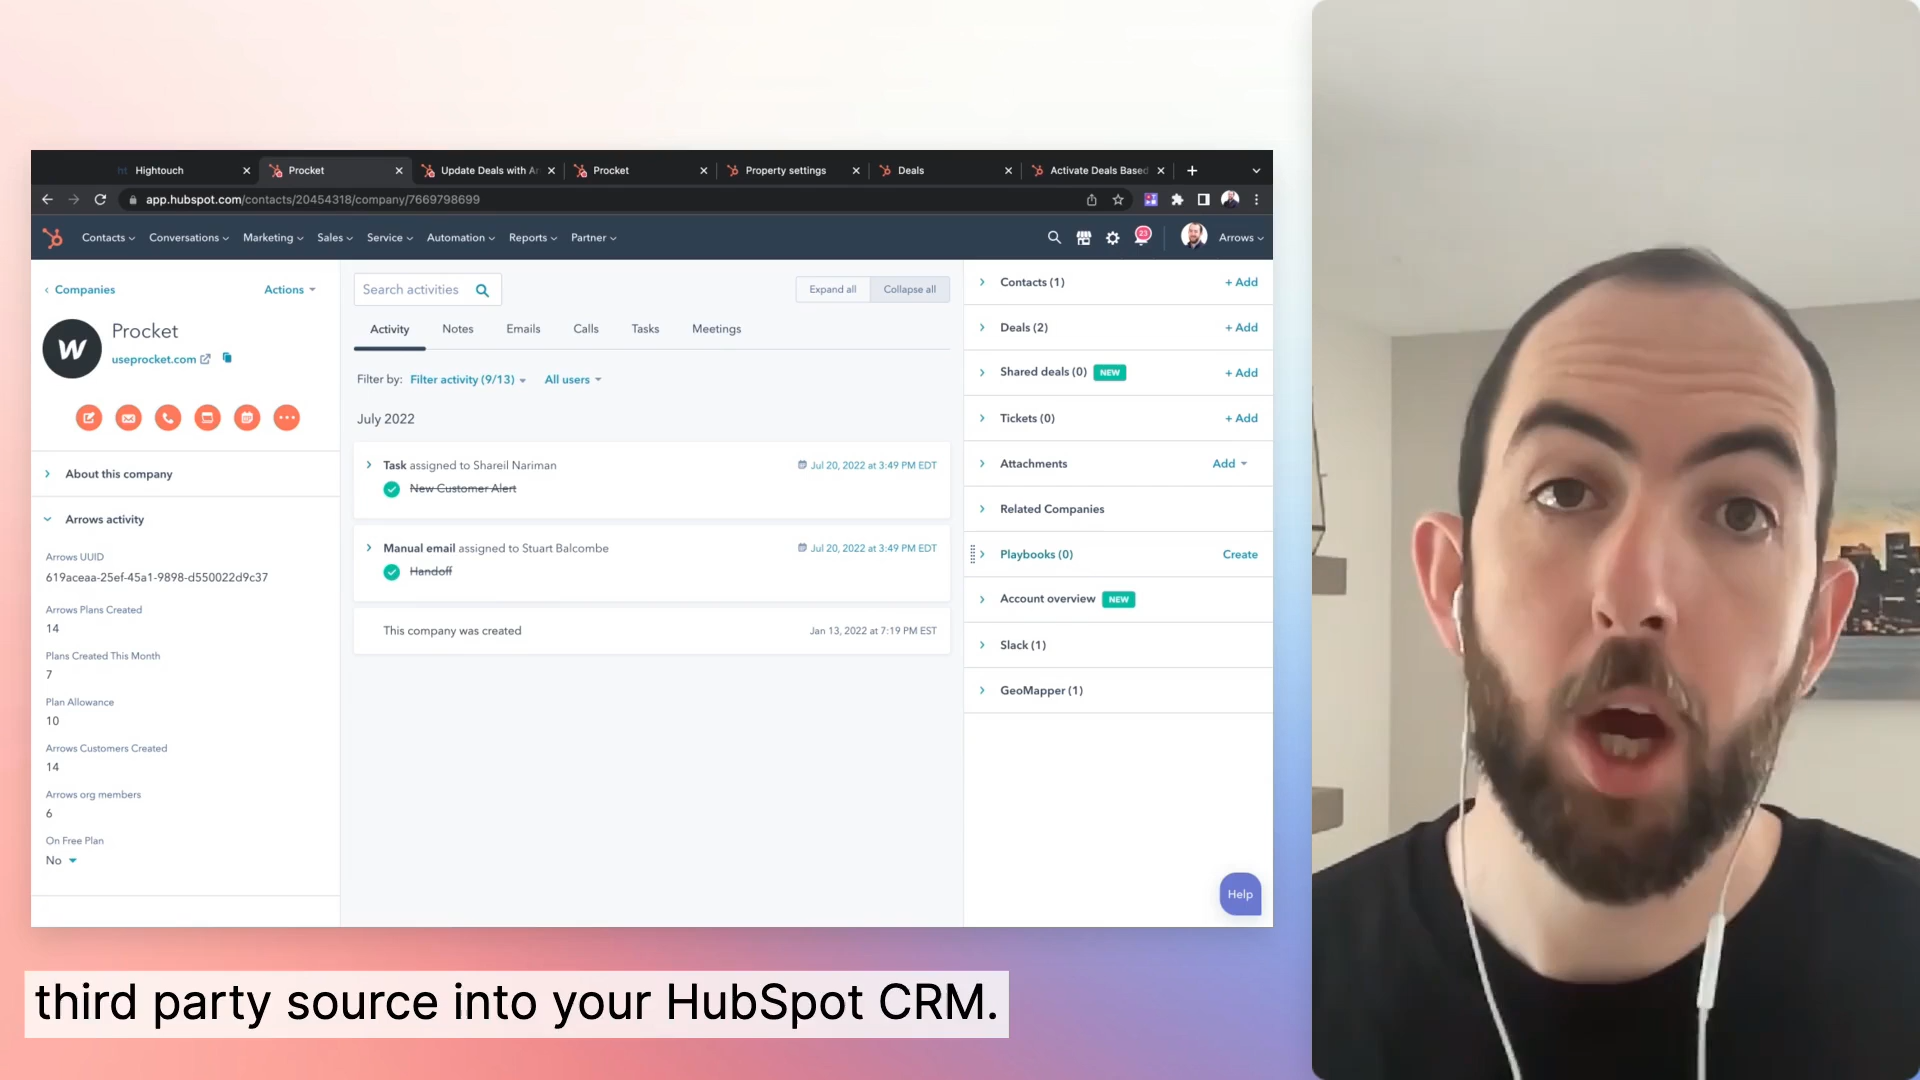 ht Hightouch
Procket
Update Deals with Ar
Procket
Property settings
Deals
Activate Deals Based
app.hubspot.com/contacts/20454318/company/7669798699
Contacts
Conversations
Marketing
Sales
Service
Automation
Reports
Partner
23
Arrows
Companies
Actions
W
Procket
useprocket.com
About this company
Arrows activity
Arrows UUID
619aceaa-25ef-45a1-9898-d550022d9c37
Arrows Plans Created
14
Plans Created This Month
7
Plan Allowance
10
Arrows Customers Created
14
Arrows org members
6
On Free Plan
No
Search activities
Expand all
Collapse all
Activity
Notes
Emails
Calls
Tasks
Meetings
Filter by: Filter activity (9/13) All users
July 2022
Task assigned to Shareil Nariman
Jul 20, 2022 at 3:49 PM EDT
New Customer Alert
Manual email assigned to Stuart Balcombe
Jul 20, 2022 at 3:49 PM EDT
Handoff
This company was created
Jan 13, 2022 at 7:19 PM EST
Contacts (1)
+ Add
Deals (2)
+ Add
Shared deals (0) NEW
+ Add
Tickets (0)
+ Add
Attachments
Add
Related Companies
Playbooks (0)
Create
Account overview NEW
Slack (1)
GeoMapper (1)
Help
third party source into your HubSpot CRM.